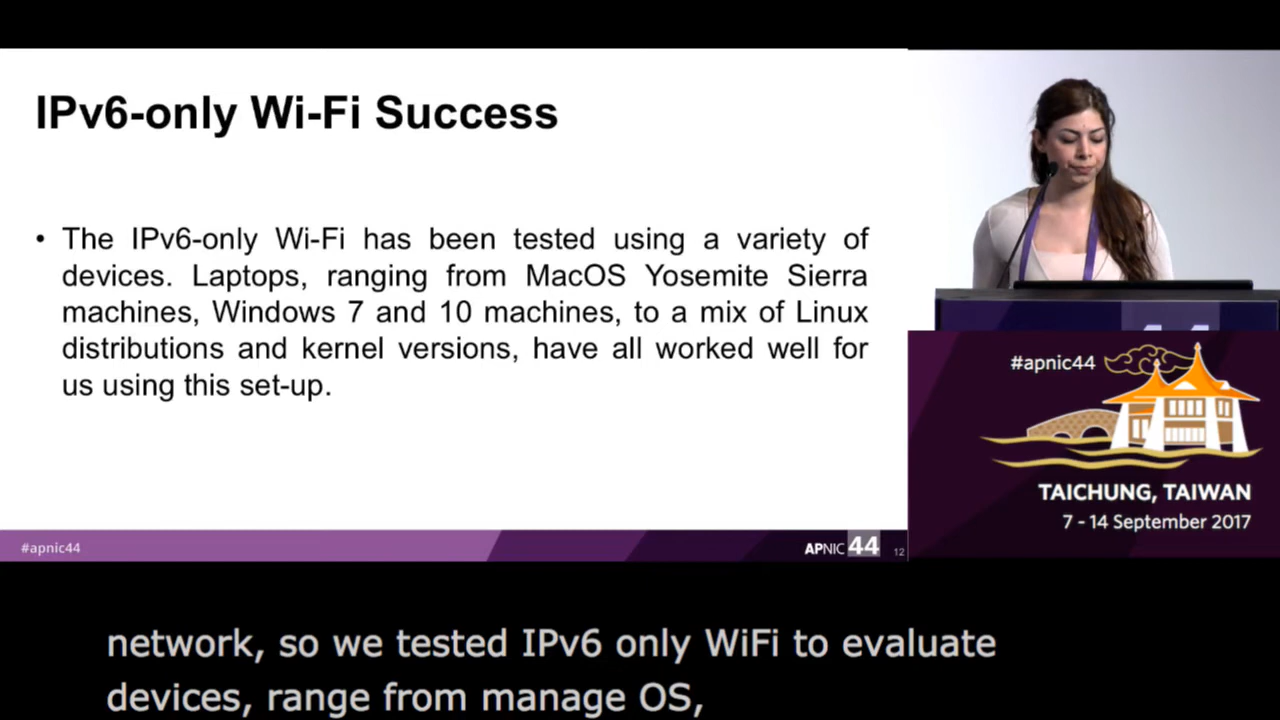 IPv6-only Wi-Fi Success
• The IPv6-only Wi-Fi has been tested using a variety of
devices. Laptops, ranging from MacOS Yosemite Sierra
machines, Windows 7 and 10 machines, to a mix of Linux
distributions and kernel versions, have all worked well for
us using this set-up.
#apnic44
APNIC 44
12
44
#apnic44
TAICHUNG, TAIWAN
7 - 14 September 2017
network, so we tested IPv6 only WiFi to evaluate
devices, range from manage OS,